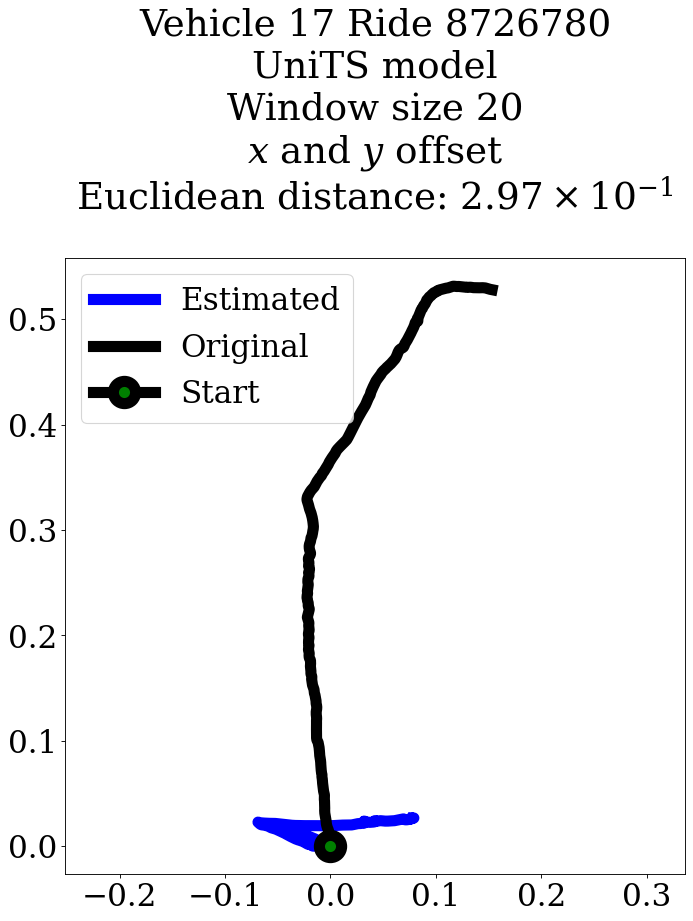 Vehicle 17 Ride 8726780
UniTS model
Window size 20
x and y offset
Euclidean distance: 2.97 × 10⁻¹
Estimated
Original
Start
0.5
0.4
0.3
0.2
0.1
0.0
−0.2 −0.1 0.0 0.1 0.2 0.3